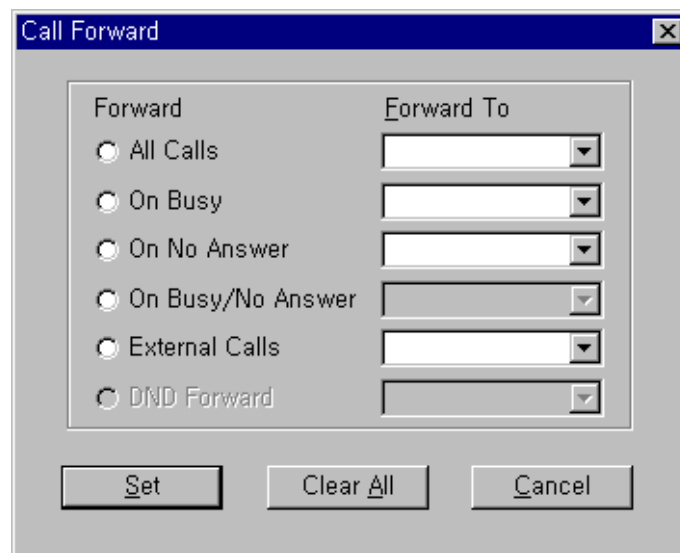 Call Forward
Forward Forward To
All Calls
On Busy
On No Answer
On Busy/No Answer
External Calls
DND Forward
Set Clear All Cancel